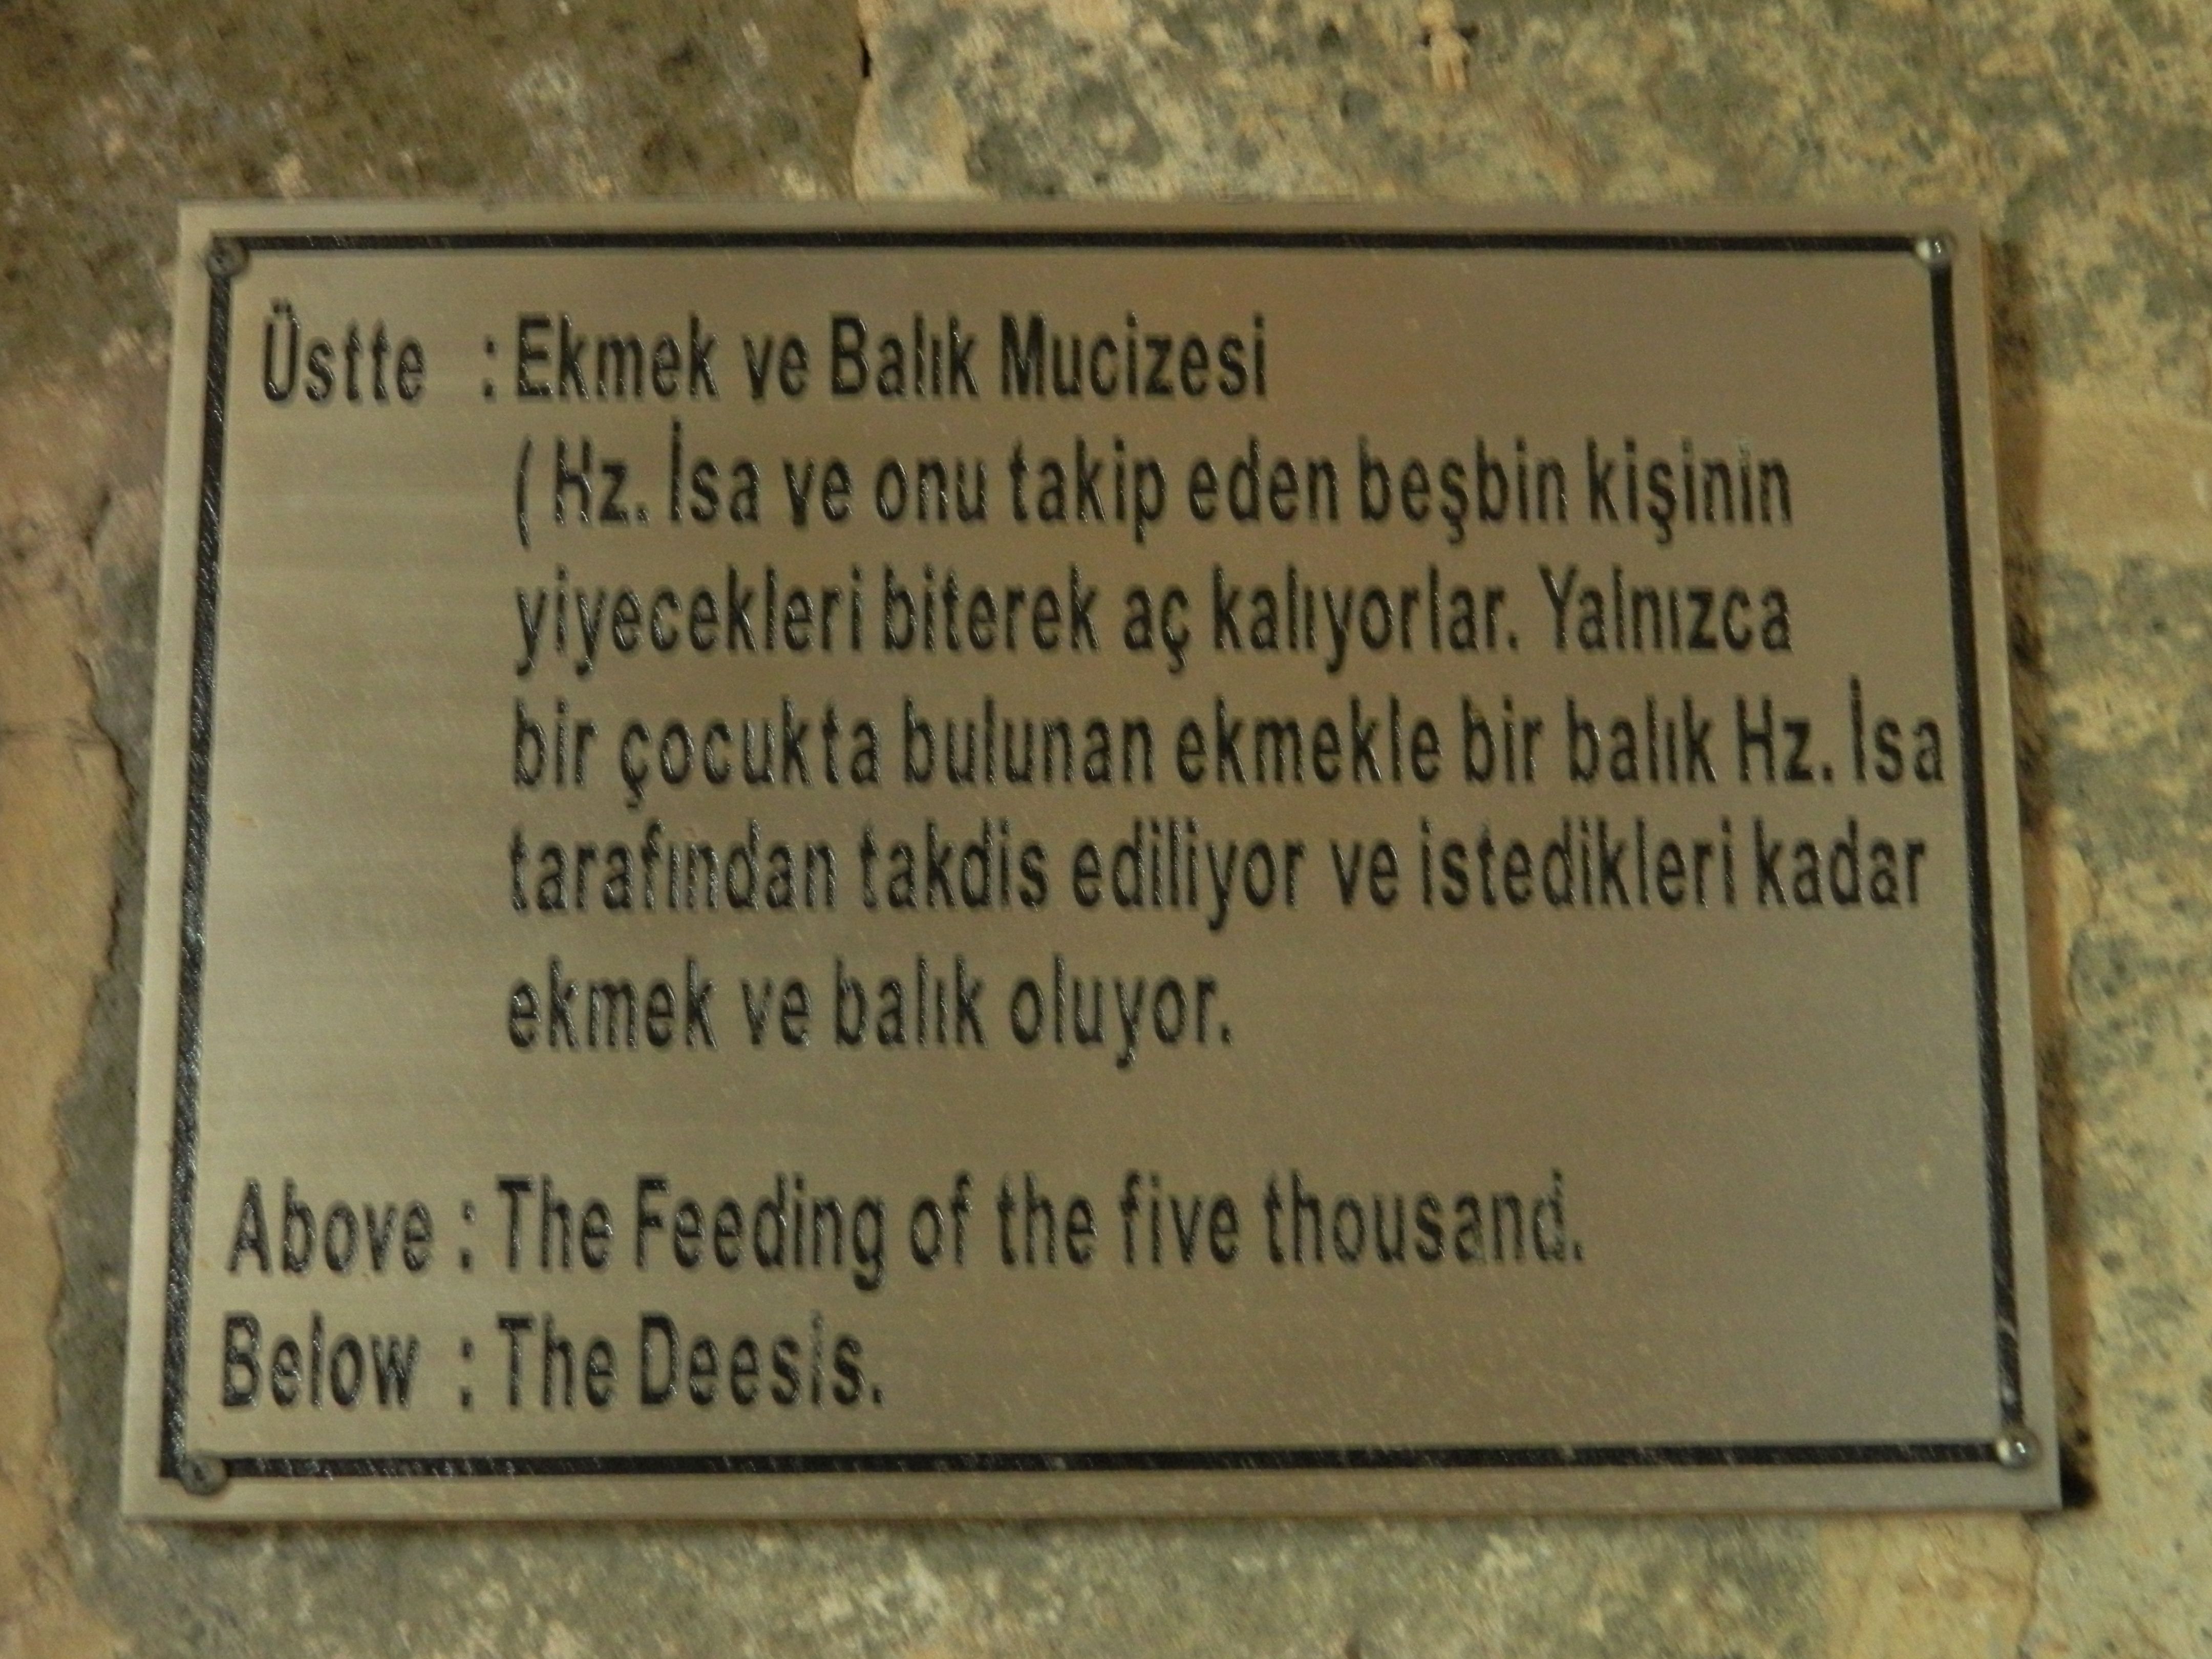 Üstte : Ekmek ve Balık Mucizesi
( Hz. İsa ve onu takip eden beşbin kişinin
yiyecekleri biterek aç kalıyorlar. Yalnızca
bir çocukta bulunan ekmekle bir balık Hz. İsa
tarafından takdis ediliyor ve istedikleri kadar
ekmek ve balık oluyor.
Above : The Feeding of the five thousand.
Below : The Deesis.